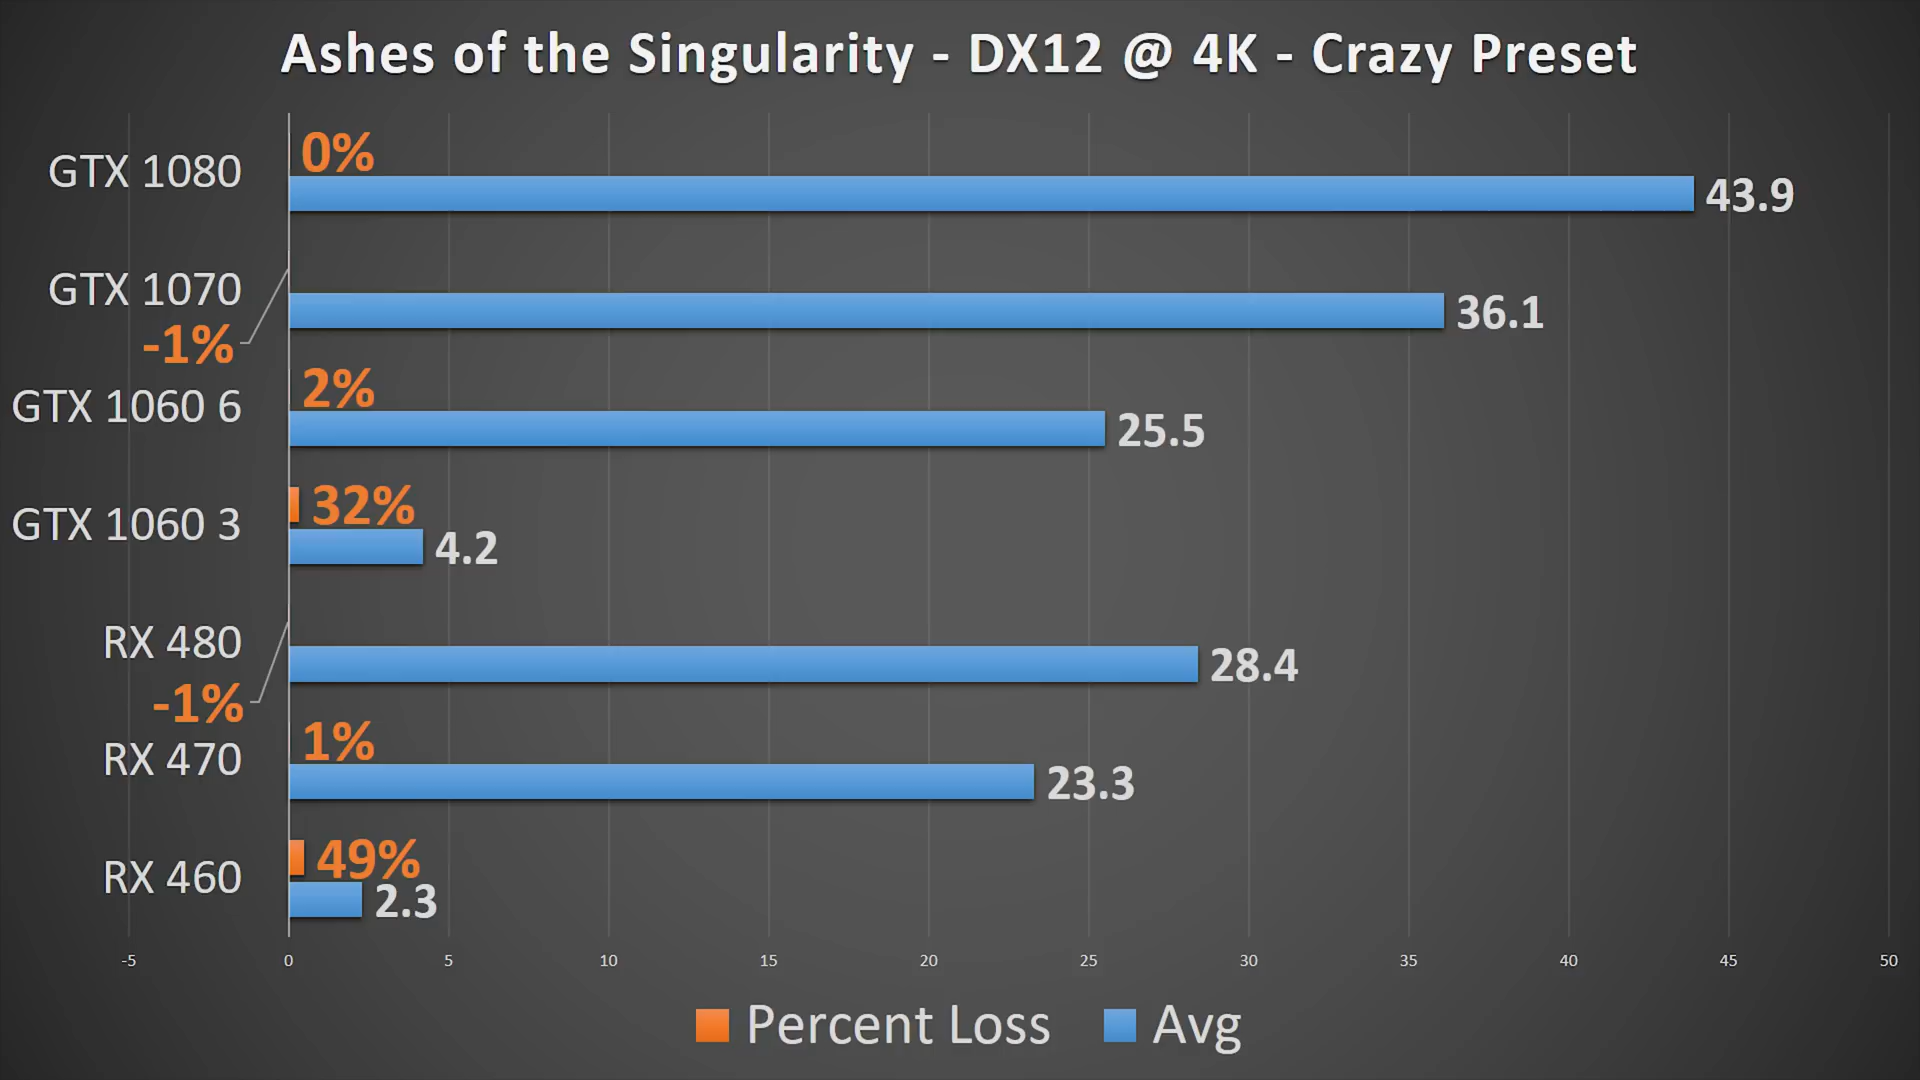 Ashes of the Singularity - DX12 @ 4K - Crazy Preset
GTX 1080
0%
43.9
GTX 1070
-1%
36.1
GTX 1060 6
2%
25.5
GTX 1060 3
32%
4.2
RX 480
-1%
28.4
RX 470
1%
23.3
RX 460
49%
2.3
-5 0 5 10 15 20 25 30 35 40 45 50
Percent Loss Avg